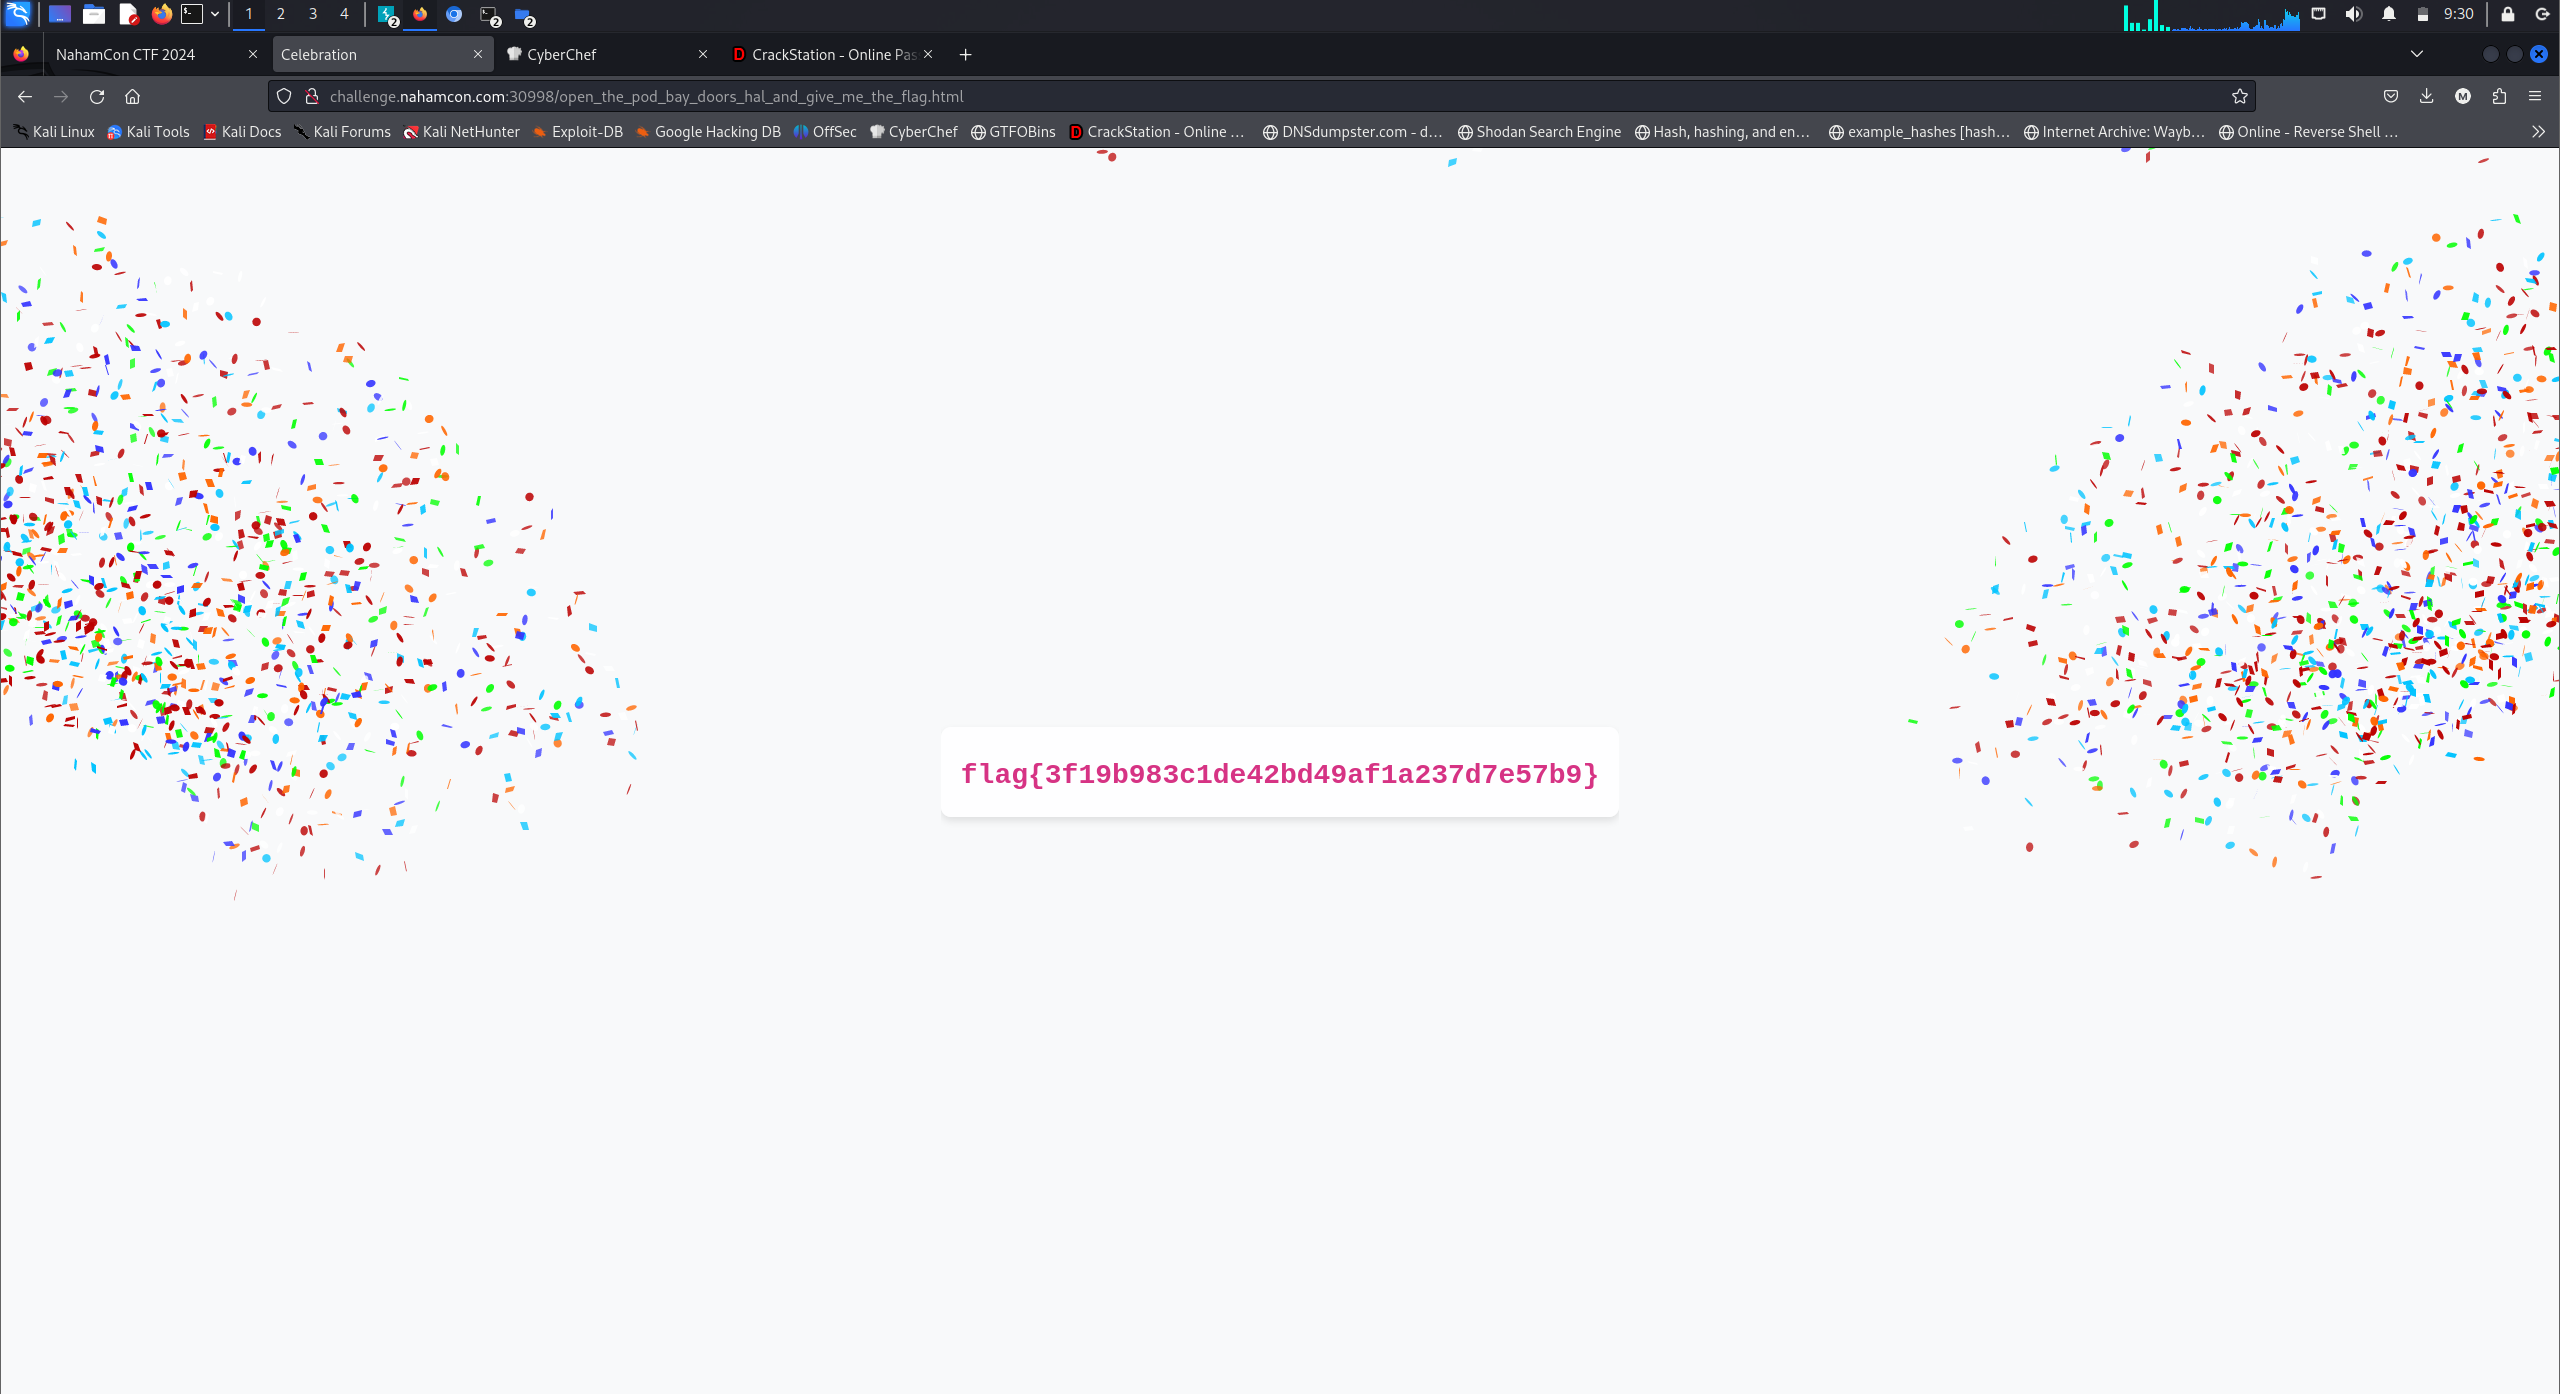 1 2 3 4 2 2 2 9:30
NahamCon CTF 2024 Celebration CyberChef CrackStation - Online Pas
challenge.nahamcon.com:30998/open_the_pod_bay_doors_hal_and_give_me_the_flag.html M
Kali Linux Kali Tools Kali Docs Kali Forums Kali NetHunter Exploit-DB Google Hacking DB OffSec CyberChef GTFOBins CrackStation - Online ... DNSdumpster.com - d... Shodan Search Engine Hash, hashing, and en... example_hashes [hash... Internet Archive: Wayb... Online - Reverse Shell ...
flag{3f19b983c1de42bd49af1a237d7e57b9}